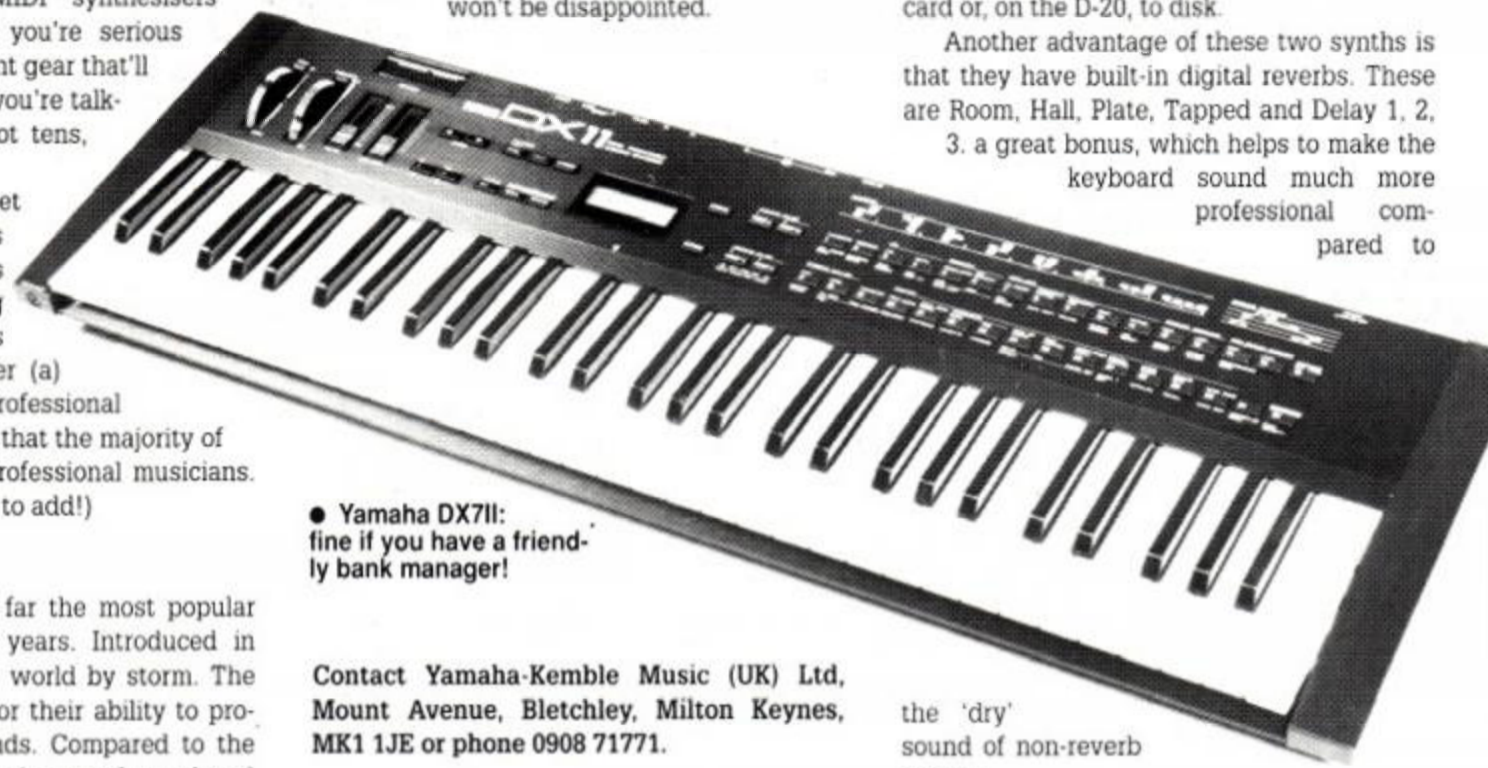 synthesisers
you're serious
nt gear that'll
you're talk-
ot tens,
et
er (a)
rofessional
that the majority of
rofessional musicians.
to add!)
far the most popular
years. Introduced in
world by storm. The
or their ability to pro-
nds. Compared to the
won't be disappointed.
DX11
● Yamaha DX7II:
fine if you have a friend-
ly bank manager!
Contact Yamaha-Kemble Music (UK) Ltd,
Mount Avenue, Bletchley, Milton Keynes,
MK1 1JE or phone 0908 71771.
card or, on the D-20, to disk.
Another advantage of these two synths is
that they have built-in digital reverbs. These
are Room, Hall, Plate, Tapped and Delay 1, 2,
3. a great bonus, which helps to make the
keyboard sound much more
professional com-
pared to
the 'dry'
sound of non-reverb